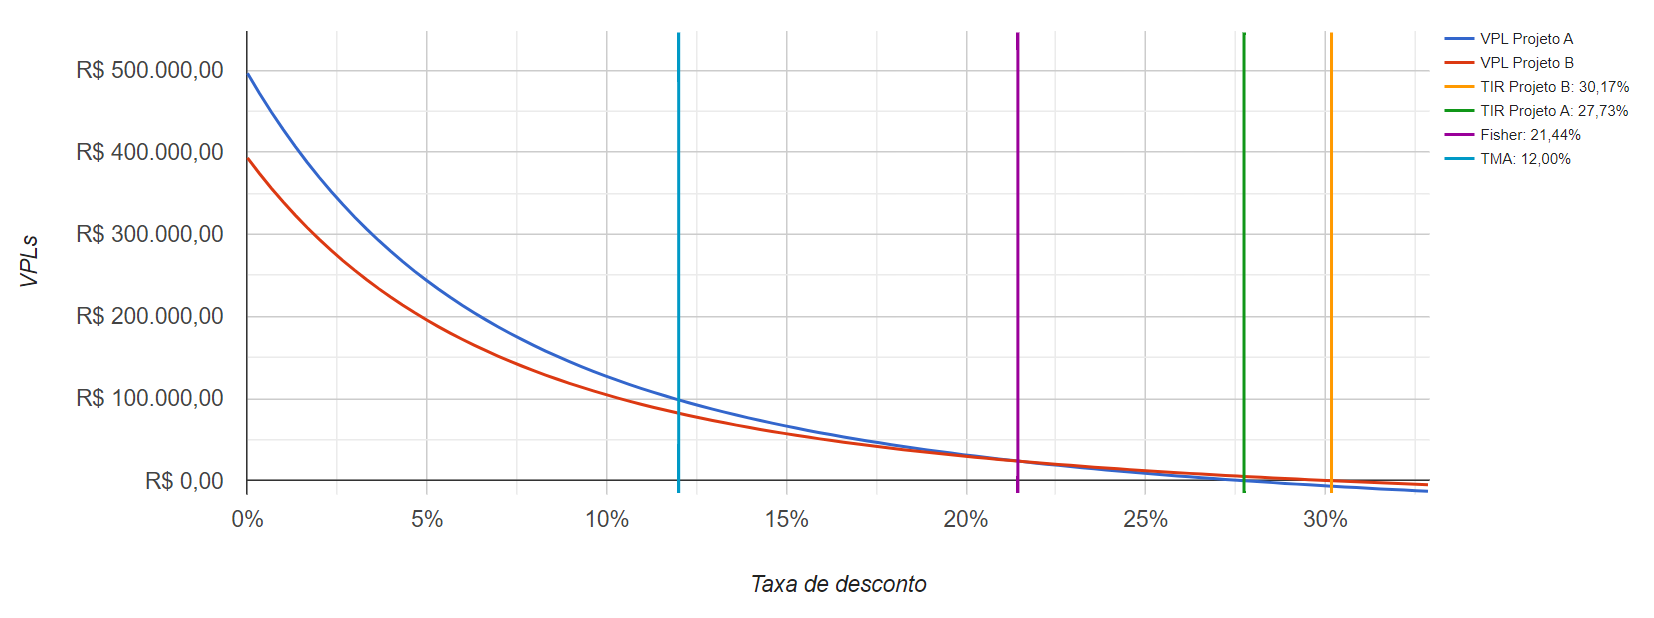 VPLs
R$ 500.000,00
R$ 400.000,00
R$ 300.000,00
R$ 200.000,00
R$ 100.000,00
R$ 0,00
0% 5% 10% 15% 20% 25% 30%
Taxa de desconto
VPL Projeto A
VPL Projeto B
TIR Projeto B: 30,17%
TIR Projeto A: 27,73%
Fisher: 21,44%
TMA: 12,00%